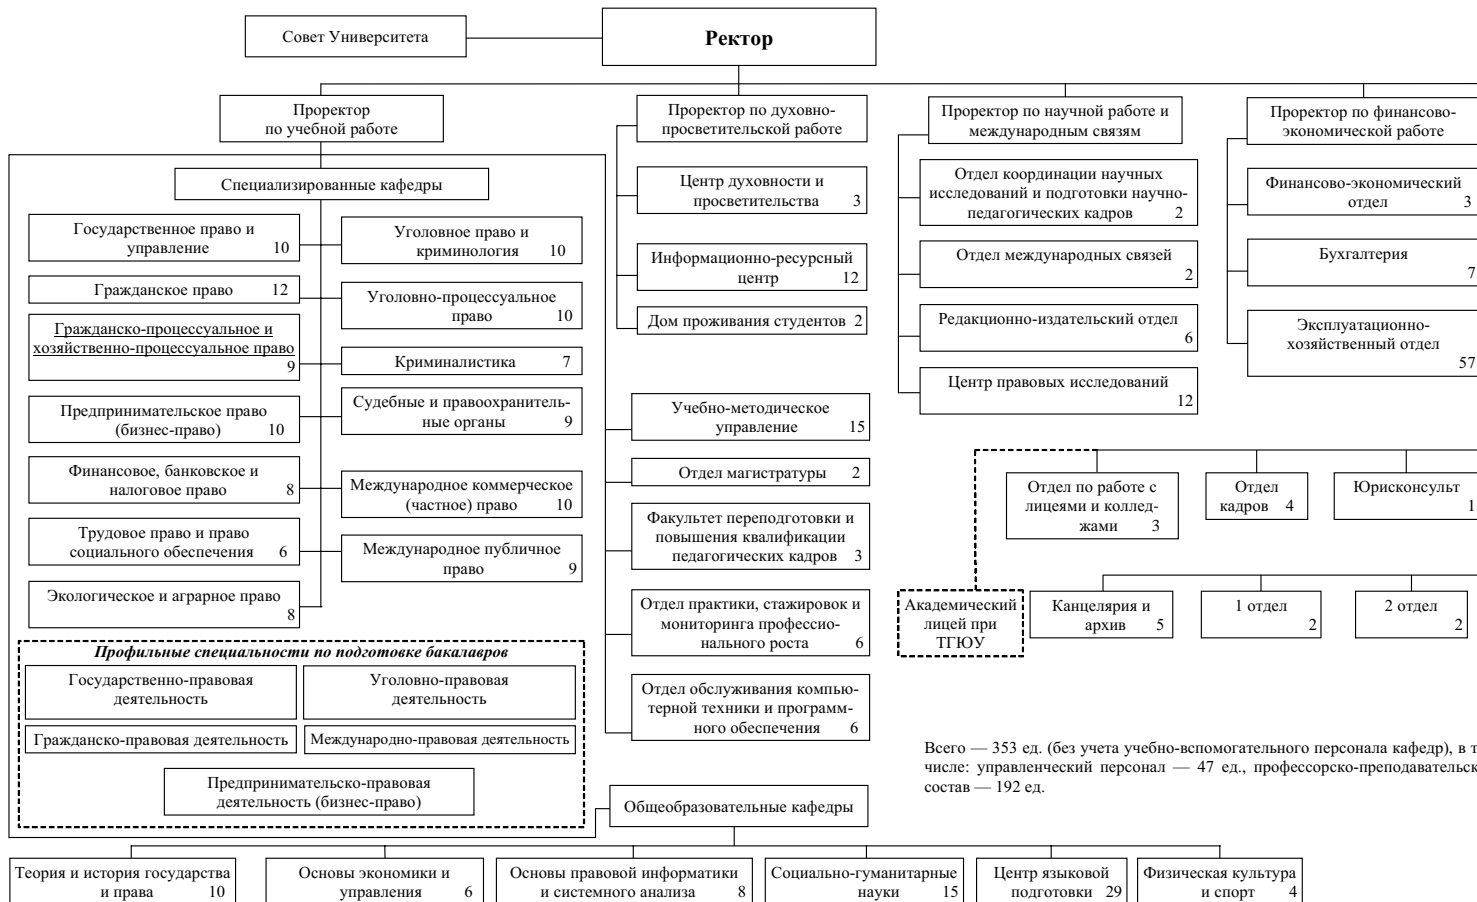 Совет Университета
Ректор
Проректор
по учебной работе
Проректор по духовно-
просветительской работе
Проректор по научной работе и
международным связям
Проректор по финансово-
экономической работе
Специализированные кафедры
Государственное право и
управление 10
Гражданское право 12
Гражданско-процессуальное и
хозяйственно-процессуальное право
9
Предпринимательское право
(бизнес-право) 10
Финансовое, банковское и
налоговое право 8
Трудовое право и право
социального обеспечения 6
Экологическое и аграрное право
8
Уголовное право и
криминология 10
Уголовно-процессуальное
право 10
Криминалистика 7
Судебные и правоохранитель-
ные органы 9
Международное коммерческое
(частное) право 10
Международное публичное
право 9
Профильные специальности по подготовке бакалавров
Государственно-правовая
деятельность
Уголовно-правовая
деятельность
Гражданско-правовая деятельность
Международно-правовая деятельность
Предпринимательско-правовая
деятельность (бизнес-право)
Центр духовности и
просветительства 3
Информационно-ресурсный
центр 12
Дом проживания студентов 2
Учебно-методическое
управление 15
Отдел магистратуры 2
Факультет переподготовки и
повышения квалификации
педагогических кадров 3
Отдел практики, стажировок и
мониторинга профессио-
нального роста 6
Отдел обслуживания компью-
терной техники и программ-
ного обеспечения 6
Отдел координации научных
исследований и подготовки научно-
педагогических кадров 2
Отдел международных связей
2
Редакционно-издательский отдел
6
Центр правовых исследований
12
Финансово-экономический
отдел 3
Бухгалтерия
7
Эксплуатационно-
хозяйственный отдел
57
Отдел по работе с
лицеями и коллед-
жами 3
Отдел
кадров 4
Юрисконсульт
1
Академический
лицей при
ТГЮУ
Канцелярия и
архив 5
1 отдел
2
2 отдел
2
Всего — 353 ед. (без учета учебно-вспомогательного персонала кафедр), в т
числе: управленческий персонал — 47 ед., профессорско-преподавательск
состав — 192 ед.
Общеобразовательные кафедры
Теория и история государства
и права 10
Основы экономики и
управления 6
Основы правовой информатики
и системного анализа 8
Социально-гуманитарные
науки 15
Центр языковой
подготовки 29
Физическая культура
и спорт 4